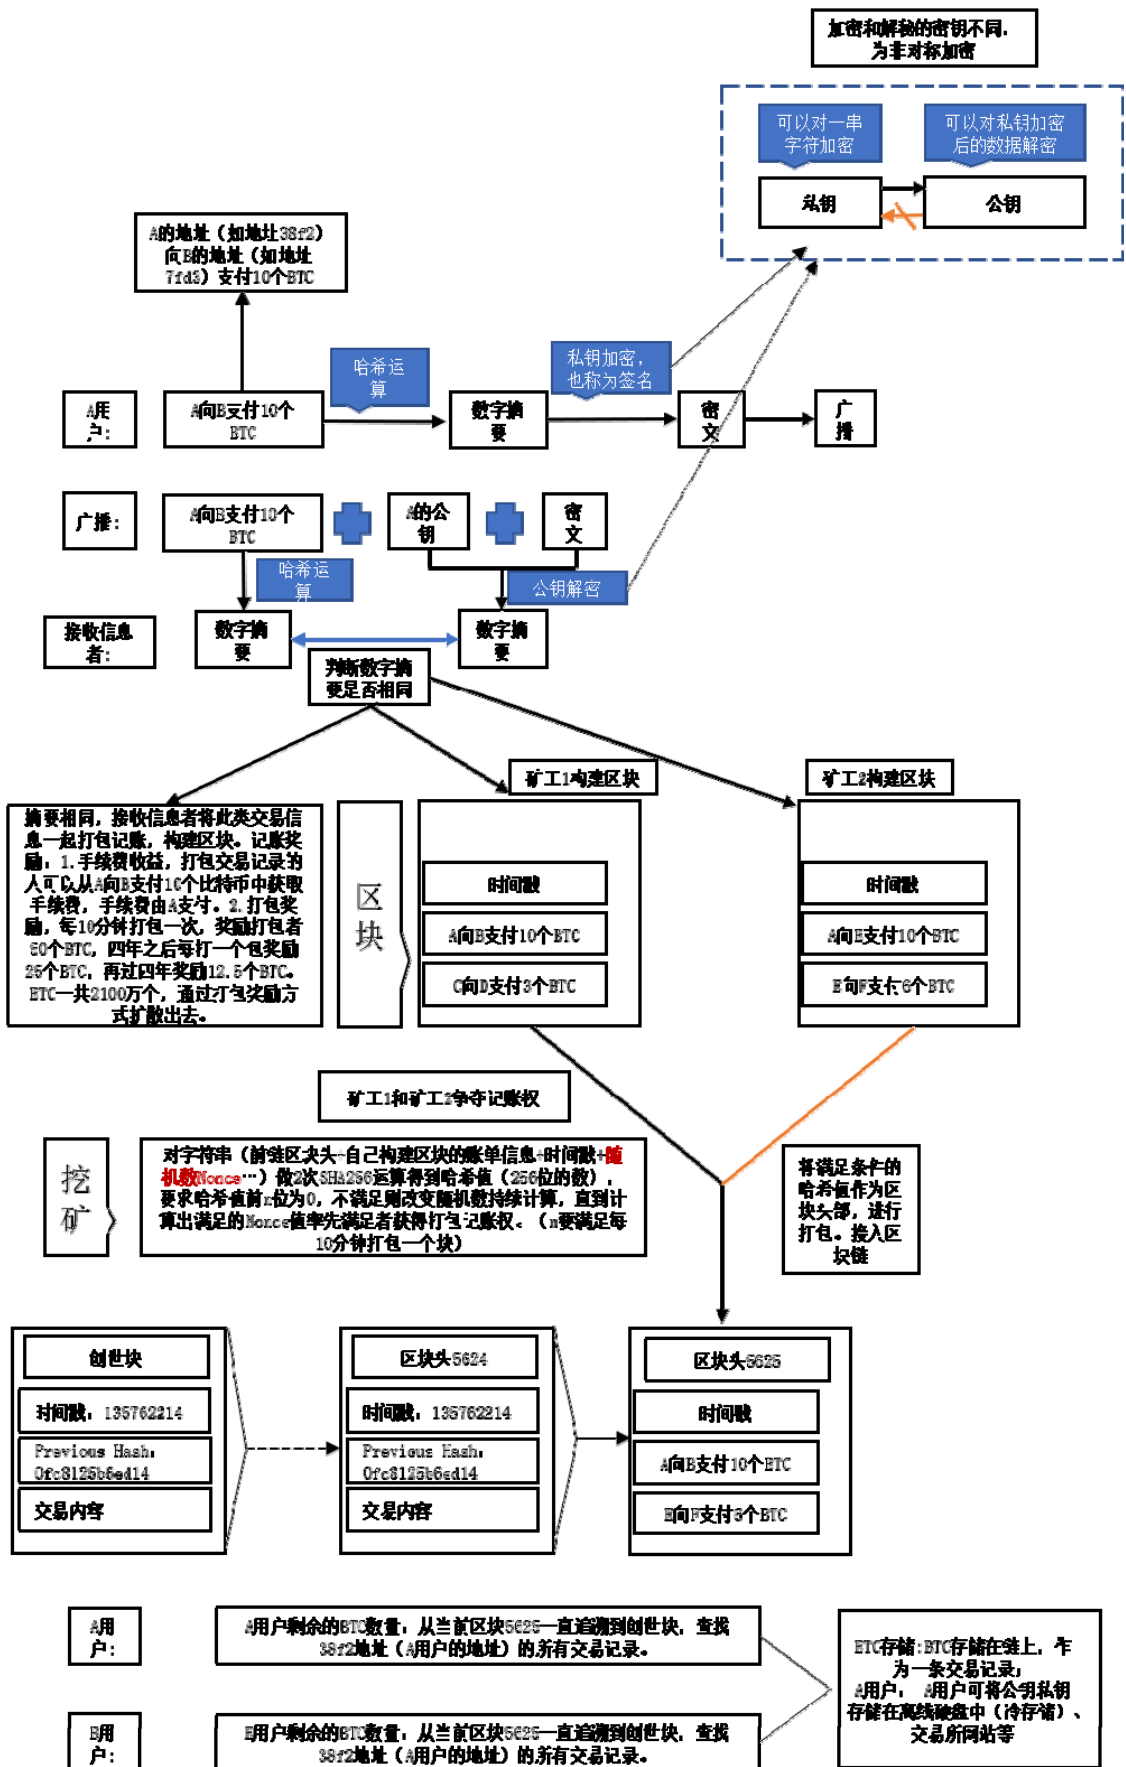 加密和解秘的密钥不同，
为非对称加密
可以对一串
字符加密
可以对私钥加密
后的数据解密
私钥
公钥
A的地址（如地址38f2）
向B的地址（如地址
7fd3）支付10个BTC
哈希运
算
私钥加密，
也称为签名
A用
户：
A向B支付10个
BTC
数字摘
要
密
文
广
播
广播：
A向B支付10个
BTC
A的公
钥
密
文
哈希运
算
公钥解密
接收信息
者：
数字摘
要
数字摘
要
判断数字摘
要是否相同
矿工1构建区块
矿工2构建区块
摘要相同，接收信息者将此类交易信
息一起打包记账，构建区块。记账奖
励：1.手续费收益，打包交易记录的
人可以从A向B支付10个比特币中获取
手续费，手续费由A支付。2.打包奖
励，每10分钟打包一次，奖励打包者
50个BTC，四年之后每打一个包奖励
25个BTC，再过四年奖励12.5个BTC。
BTC一共2100万个，通过打包奖励方
式扩散出去。
区
块
时间戳
A向B支付10个BTC
C向D支付3个BTC
时间戳
A向B支付10个BTC
E向F支付6个BTC
矿工1和矿工2争夺记账权
挖
矿
对字符串（前链区块头+自己构建区块的账单信息+时间戳+随
机数Nonce…）做2次SHA256运算得到哈希值（256位的数），
要求哈希值前n位为0，不满足则改变随机数持续计算，直到计
算出满足的Nonce值率先满足者获得打包记账权。（n要满足每
10分钟打包一个块）
将满足条件的
哈希值作为区
块头部，进行
打包。接入区
块链
创世块
时间戳：135762214
Previous Hash：
0fc8125b6ed14
交易内容
区块头5624
时间戳：135762214
Previous Hash：
0fc8125b6ed14
交易内容
区块头5625
时间戳
A向B支付10个BTC
E向F支付6个BTC
A用
户：
A用户剩余的BTC数量：从当前区块5625一直追溯到创世块，查找
38f2地址（A用户的地址）的所有交易记录。
BTC存储：BTC存储在链上，作
为一条交易记录；
A用户： A用户可将公钥私钥
存储在离线硬盘中（冷存储）、
交易所网站等
B用
户：
B用户剩余的BTC数量：从当前区块5625一直追溯到创世块，查找
38f2地址（A用户的地址）的所有交易记录。